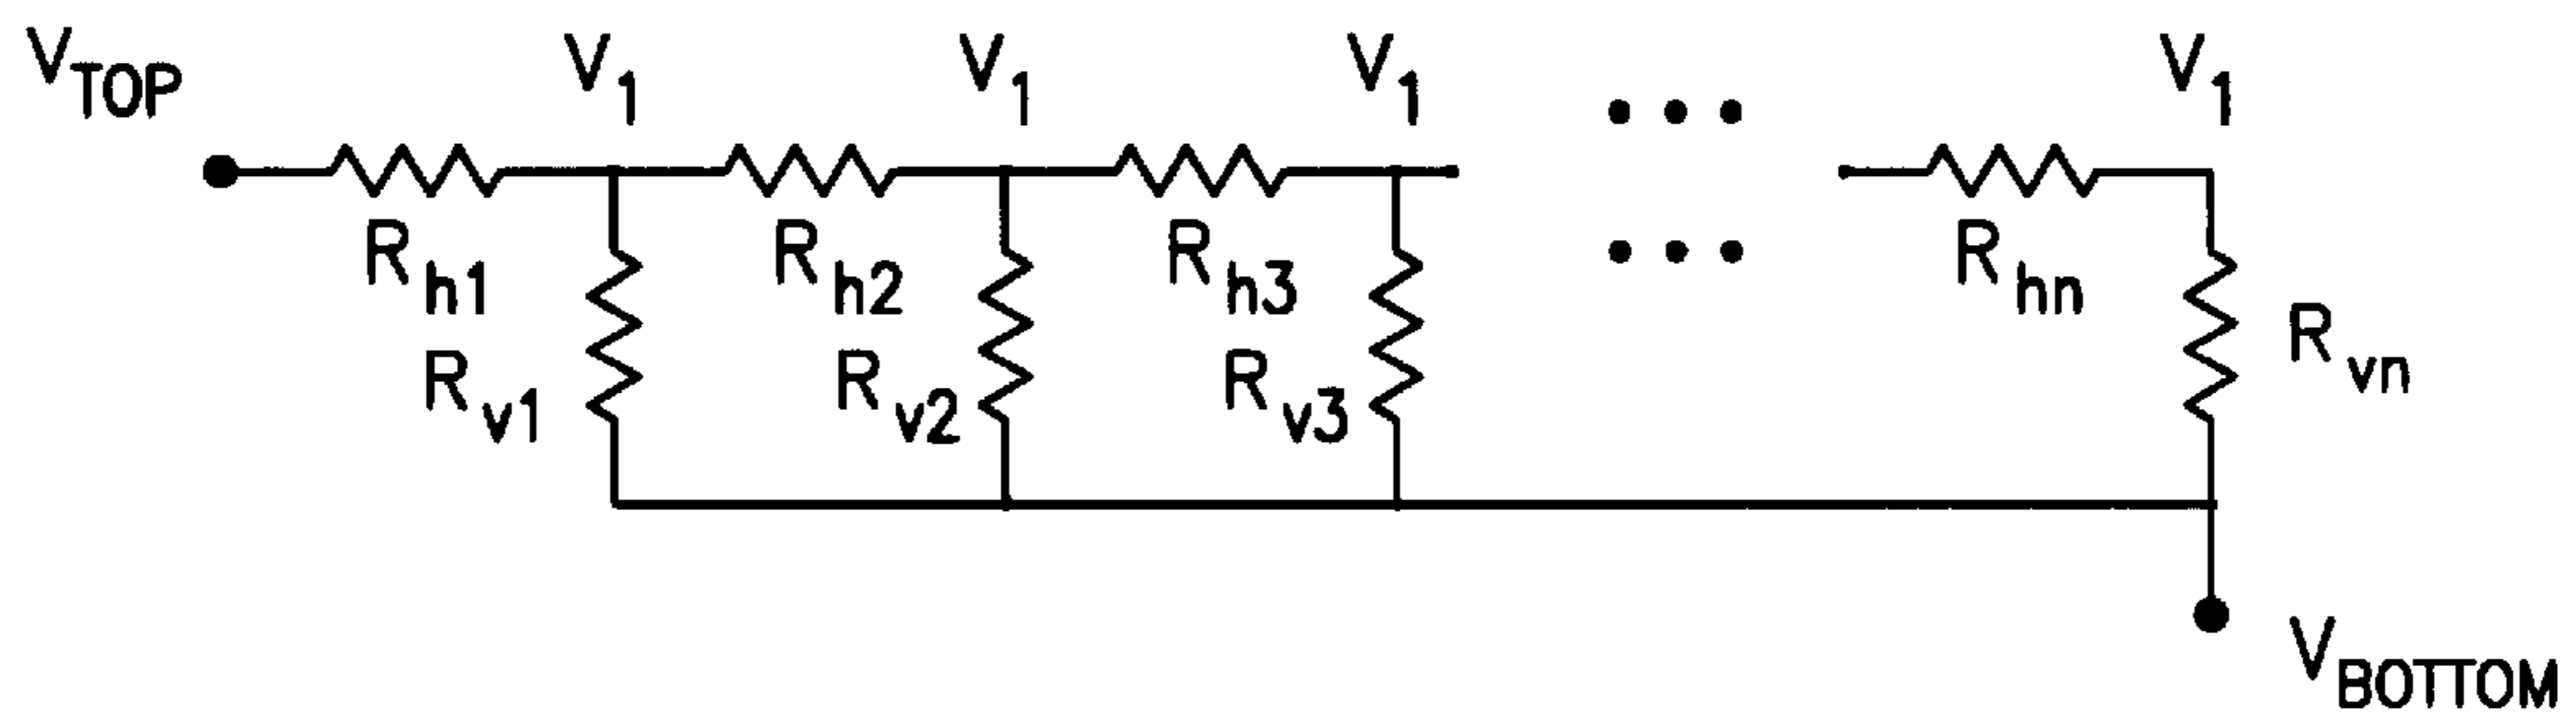 V_TOP V_1 V_1 V_1 ... V_1
R_h1 R_h2 R_h3 ... R_hn
R_v1 R_v2 R_v3 R_vn
V_BOTTOM